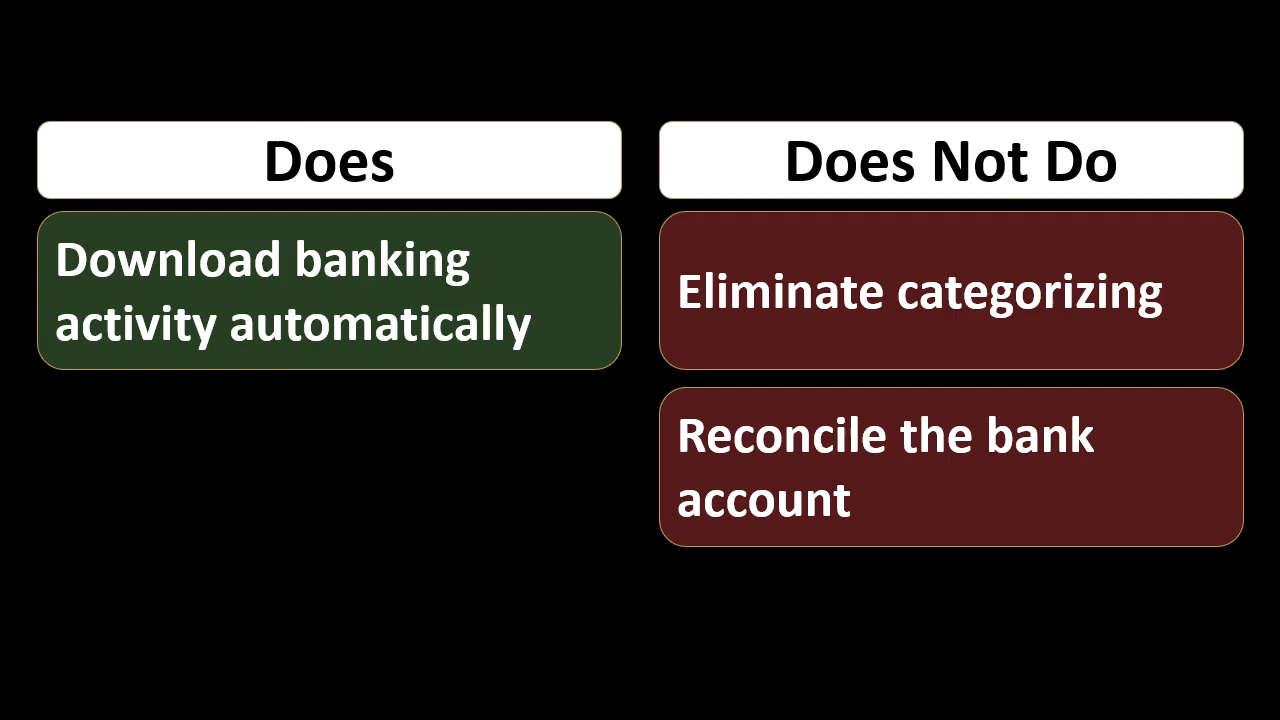 Does
Download banking
activity automatically
Does Not Do
Eliminate categorizing
Reconcile the bank
account